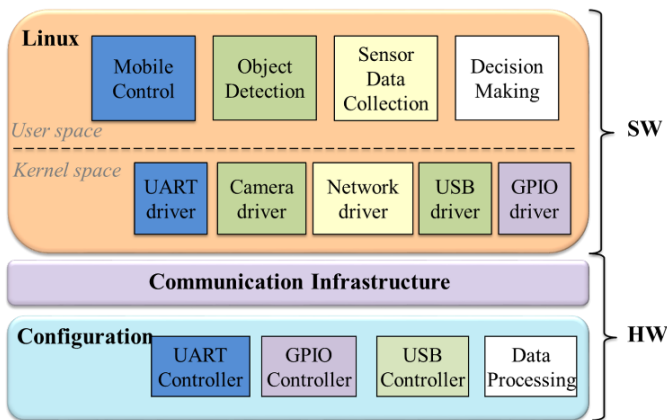 Linux
Mobile
Control
Object
Detection
Sensor
Data
Collection
Decision
Making
User space
SW
Kernel space
UART
driver
Camera
driver
Network
driver
USB
driver
GPIO
driver
Communication Infrastructure
Configuration
HW
UART
Controller
GPIO
Controller
USB
Controller
Data
Processing